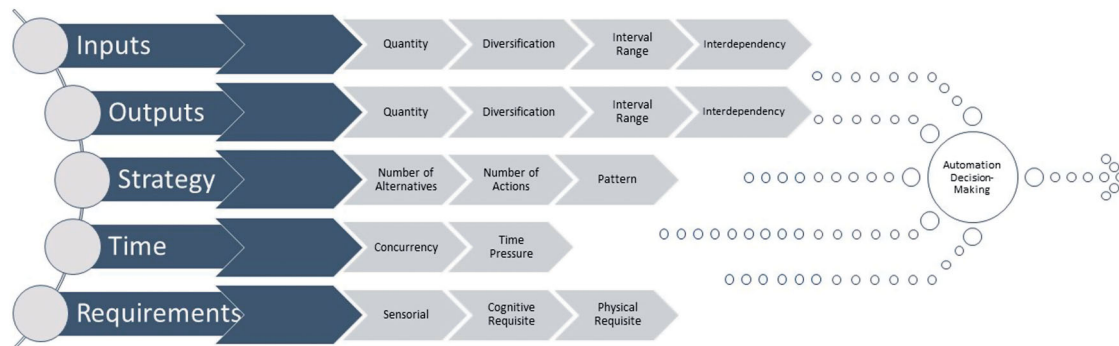 Inputs
Quantity
Diversification
Interval
Range
Interdependency
Outputs
Quantity
Diversification
Interval
Range
Interdependency
Strategy
Number of
Alternatives
Number of
Actions
Pattern
Time
Concurrency
Time
Pressure
Requirements
Sensorial
Cognitive
Requisite
Physical
Requisite
Automation
Decision-
Making